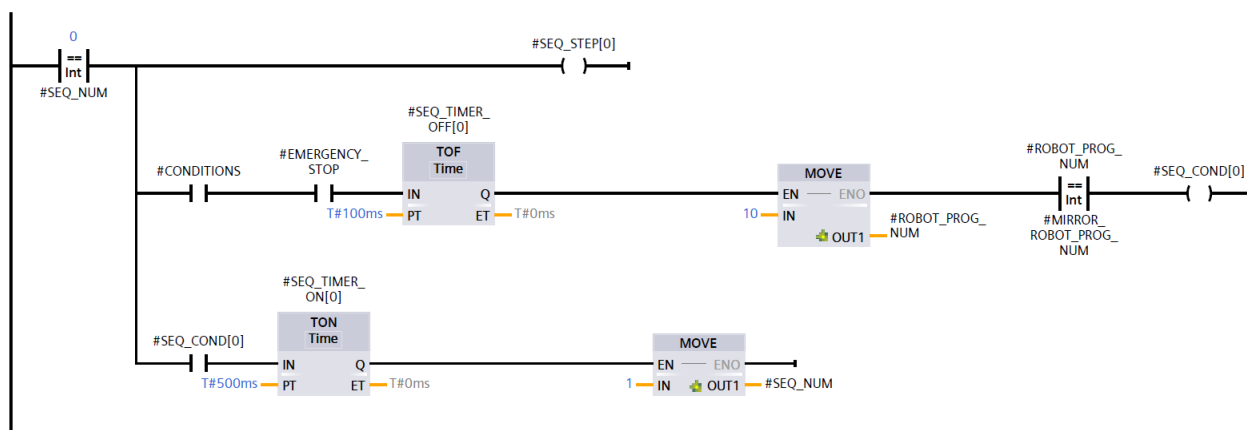 0
==
Int
#SEQ_NUM
#SEQ_STEP[0]
#CONDITIONS
#EMERGENCY_
STOP
#SEQ_TIMER_
OFF[0]
TOF
Time
IN Q
T#100ms PT ET T#0ms
MOVE
EN ENO
10 IN
OUT1 #ROBOT_PROG_
NUM
#ROBOT_PROG_
NUM
==
Int
#MIRROR_
ROBOT_PROG_
NUM
#SEQ_COND[0]
#SEQ_COND[0]
#SEQ_TIMER_
ON[0]
TON
Time
IN Q
T#500ms PT ET T#0ms
MOVE
EN ENO
1 IN OUT1 #SEQ_NUM